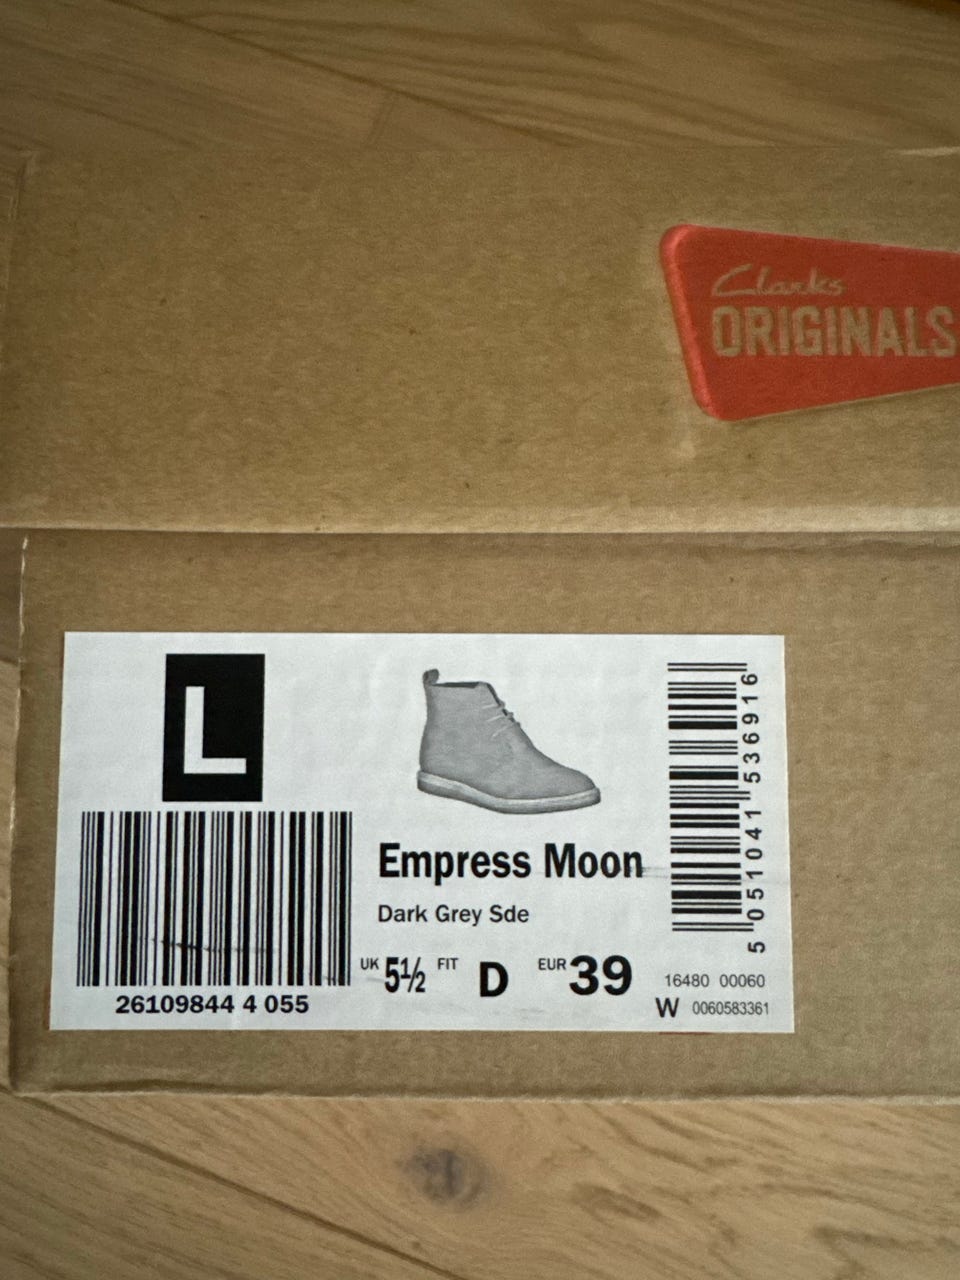 Clarks
ORIGINALS
L
26109844 4 055
Empress Moon
Dark Grey Sde
UK 5½ FIT D EUR 39
5 051041 536916
16480 00060
W 0060583361